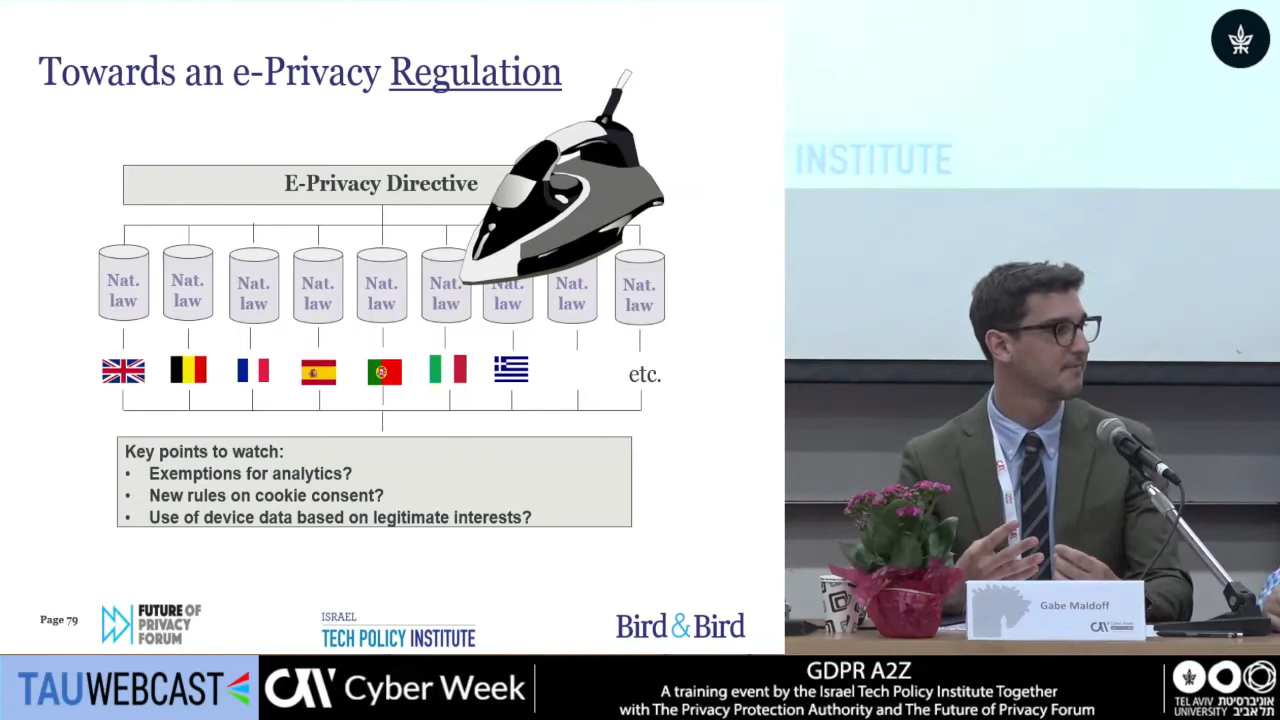 Towards an e-Privacy Regulation
INSTITUTE
E-Privacy Directive
Nat. law
Nat. law
Nat. law
Nat. law
Nat. law
Nat. law
Nat. law
Nat. law
Nat. law
etc.
Key points to watch:
• Exemptions for analytics?
• New rules on cookie consent?
• Use of device data based on legitimate interests?
Gabe Maldoff
Cyber Week
Page 79
FUTURE OF
PRIVACY
FORUM
ISRAEL
TECH POLICY INSTITUTE
Bird & Bird
TAUWEBCAST
Cyber Week
GDPR A2Z
A training event by the Israel Tech Policy Institute Together
with The Privacy Protection Authority and The Future of Privacy Forum
TEL AVIV אוניברסיטת
UNIVERSITY תל אביב